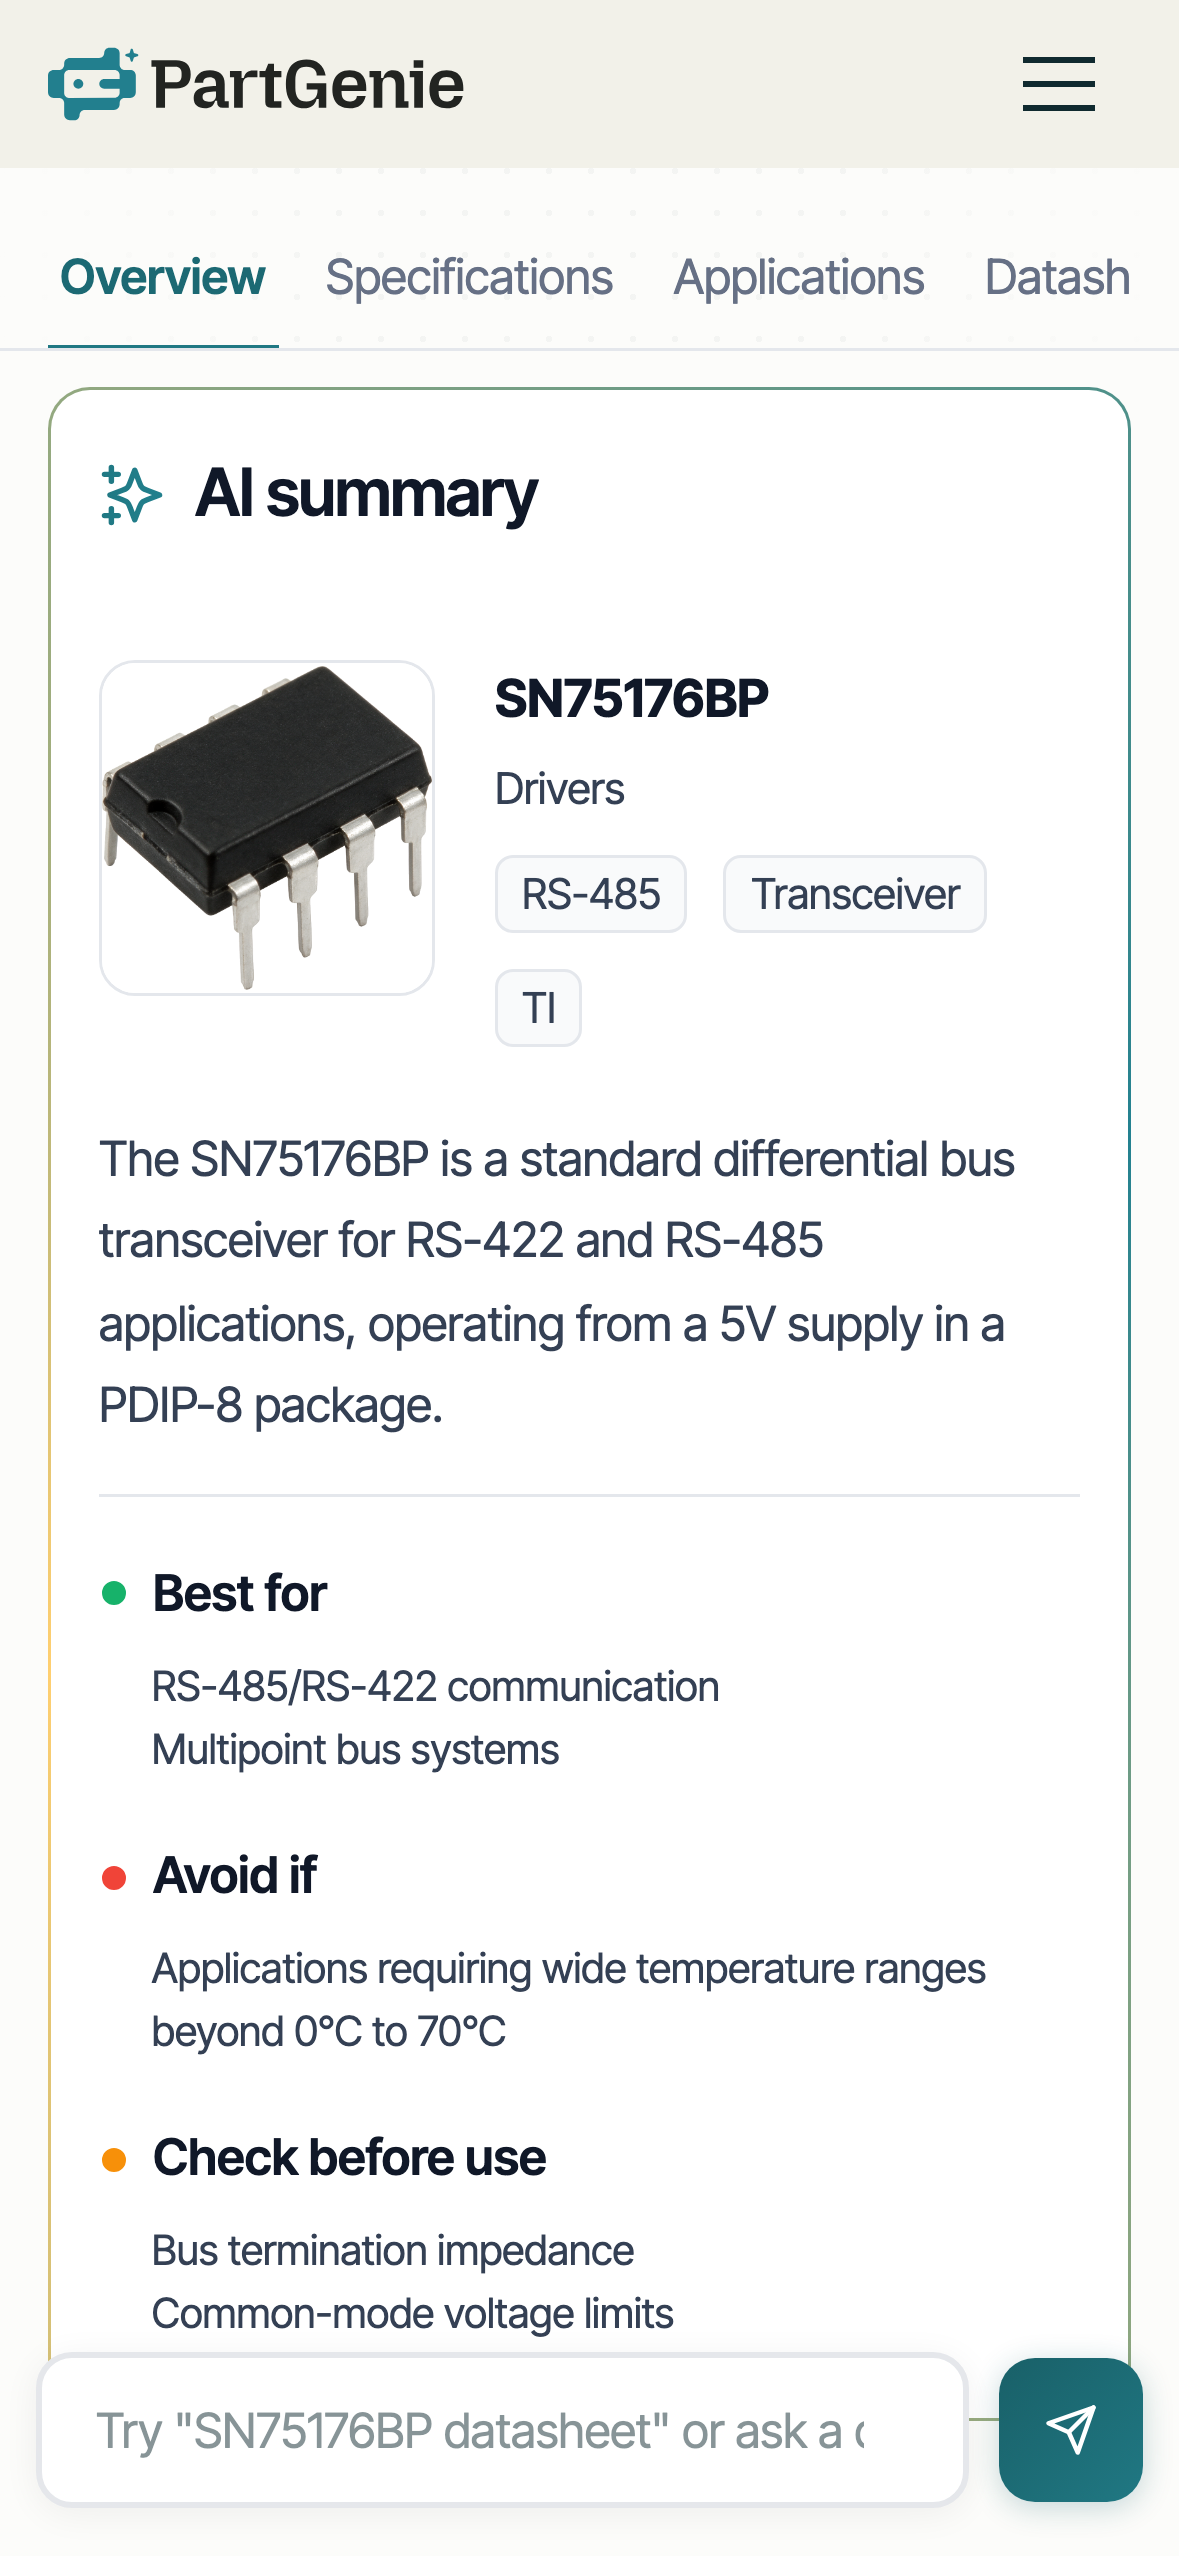 PartGenie
Overview Specifications Applications Datash
AI summary
SN75176BP
Drivers
RS-485 Transceiver
TI
The SN75176BP is a standard differential bus
transceiver for RS-422 and RS-485
applications, operating from a 5V supply in a
PDIP-8 package.
Best for
RS-485/RS-422 communication
Multipoint bus systems
Avoid if
Applications requiring wide temperature ranges
beyond 0°C to 70°C
Check before use
Bus termination impedance
Common-mode voltage limits
Try "SN75176BP datasheet" or ask a